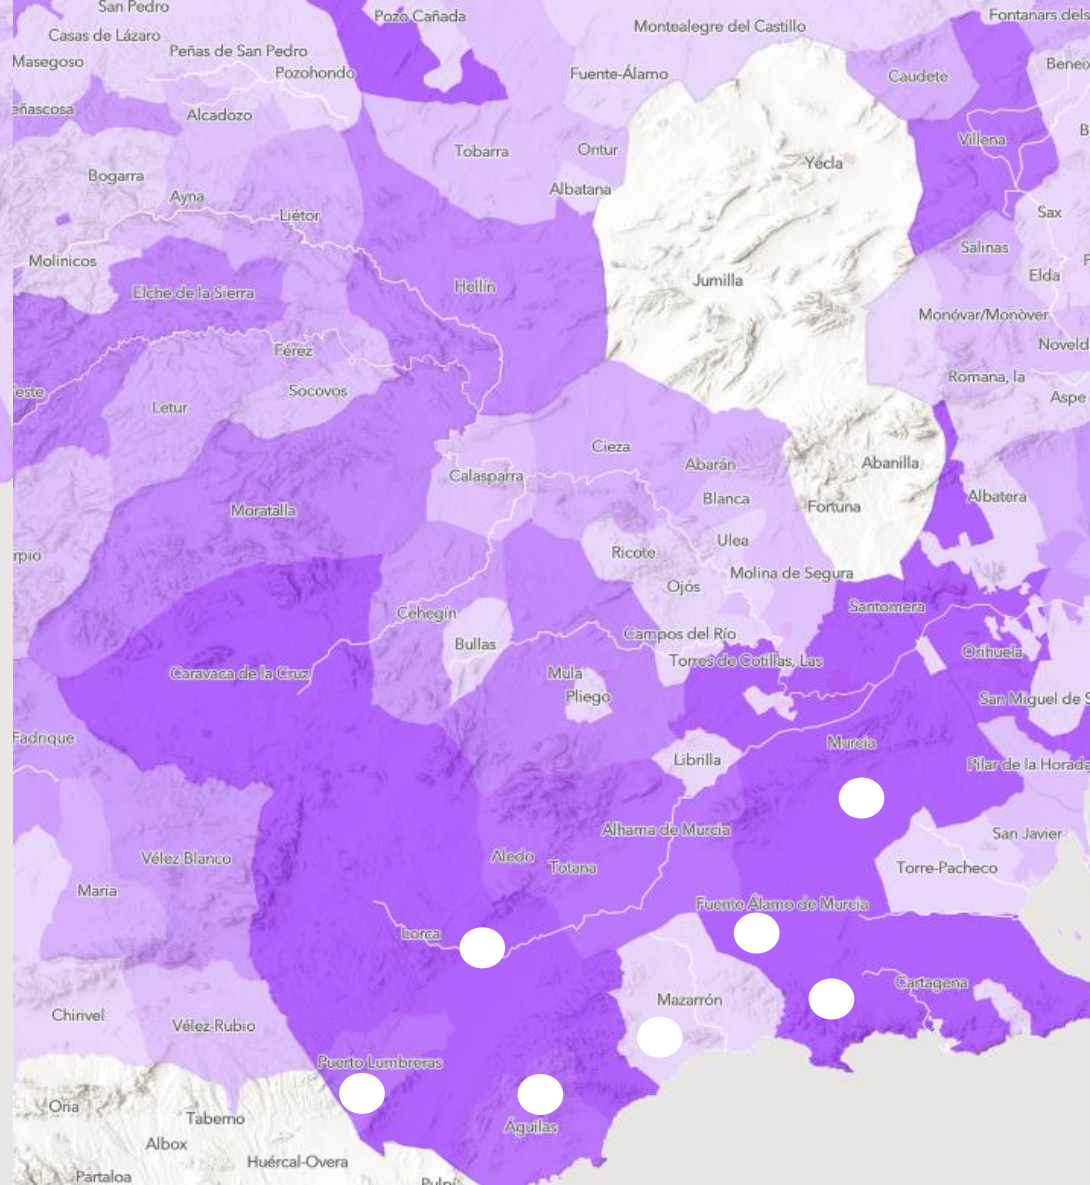 San Pedro
Pozo Cañada
Fontanars dels
Montealegre del Castillo
Casas de Lázaro
Peñas de San Pedro
Masegoso
Pozohondo
Fuente-Álamo
Caudete
Beneix
eñascosa
Alcadozo
Villena
B
Tobarra
Ontur
Yecla
Bogarra
Ayna
Albatana
Liétor
Sax
Molinicos
Salinas
Elda
Elche de la Sierra
Hellín
Jumilla
Monóvar/Monòver
Férez
Novelda
Socovos
Romana, la
este
Letur
Aspe
Cieza
Abarán
Abanilla
Calasparra
Blanca
Albatera
Fortuna
Moratalla
Ulea
Ricote
rpio
Molina de Segura
Ojós
Santomera
Cehegín
Campos del Río
Bullas
Orihuela
Torres de Cotillas, Las
Caravaca de la Cruz
Mula
Pliego
San Miguel de S
Fadrique
Murcia
Librilla
Pilar de la Horada
Alhama de Murcia
San Javier
Vélez-Blanco
Aledo
Totana
Torre-Pacheco
María
Fuente Álamo de Murcia
Lorca
Cartagena
Mazarrón
Chirivel
Vélez-Rubio
Puerto Lumbreras
Oria
Taberno
Águilas
Albox
Huércal-Overa
Partaloa
Pulpí